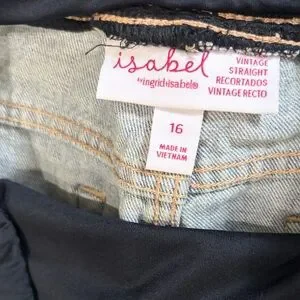 isabel
by ingrid+isabel®
VINTAGE
STRAIGHT
RECORTADOS
VINTAGE RECTO
16
MADE IN
VIETNAM